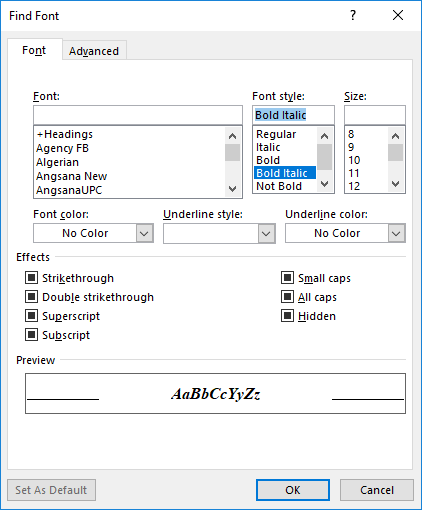 Find Font
?
Font
Advanced
Font:
Font style:
Size:
Bold Italic
+Headings
Agency FB
Algerian
Angsana New
AngsanaUPC
Regular
Italic
Bold
Bold Italic
Not Bold
8
9
10
11
12
Font color:
Underline style:
Underline color:
No Color
No Color
Effects
Strikethrough
Double strikethrough
Superscript
Subscript
Small caps
All caps
Hidden
Preview
AaBbCcYyZz
Set As Default
OK
Cancel